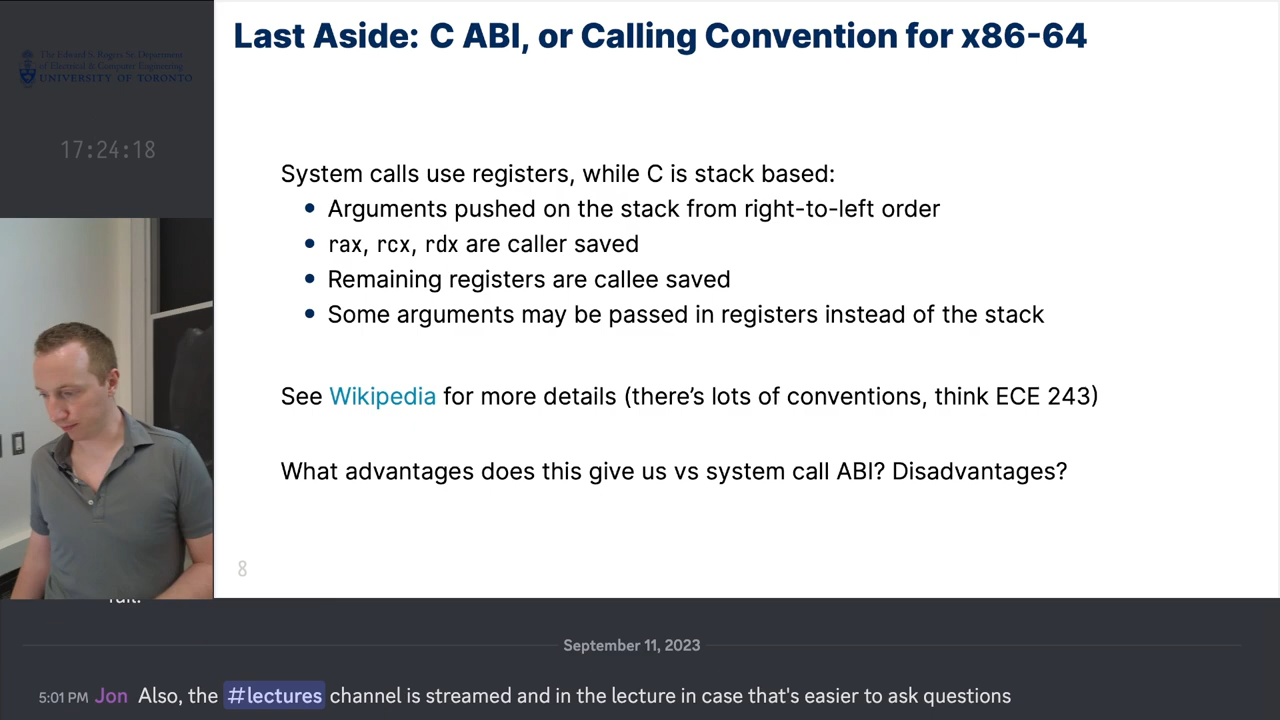 Last Aside: C ABI, or Calling Convention for x86-64
The Edward S. Rogers Sr. Department
of Electrical & Computer Engineering
UNIVERSITY OF TORONTO
17:24:18
System calls use registers, while C is stack based:
• Arguments pushed on the stack from right-to-left order
• rax, rcx, rdx are caller saved
• Remaining registers are callee saved
• Some arguments may be passed in registers instead of the stack
See Wikipedia for more details (there’s lots of conventions, think ECE 243)
What advantages does this give us vs system call ABI? Disadvantages?
8
September 11, 2023
5:01 PM Jon Also, the #lectures channel is streamed and in the lecture in case that's easier to ask questions